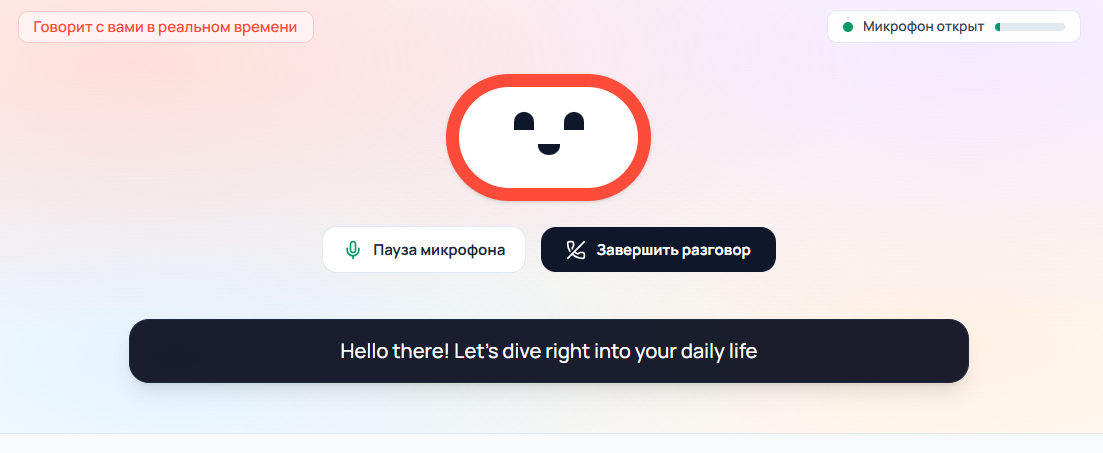 Говорит с вами в реальном времени
Микрофон открыт
Пауза микрофона
Завершить разговор
Hello there! Let's dive right into your daily life